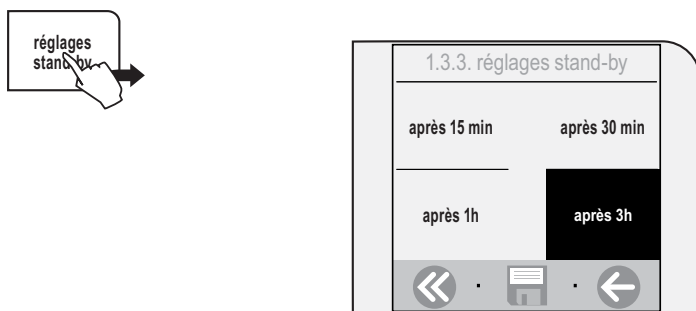 réglages
stand-by
1.3.3. réglages stand-by
après 15 min
après 30 min
après 1h
après 3h